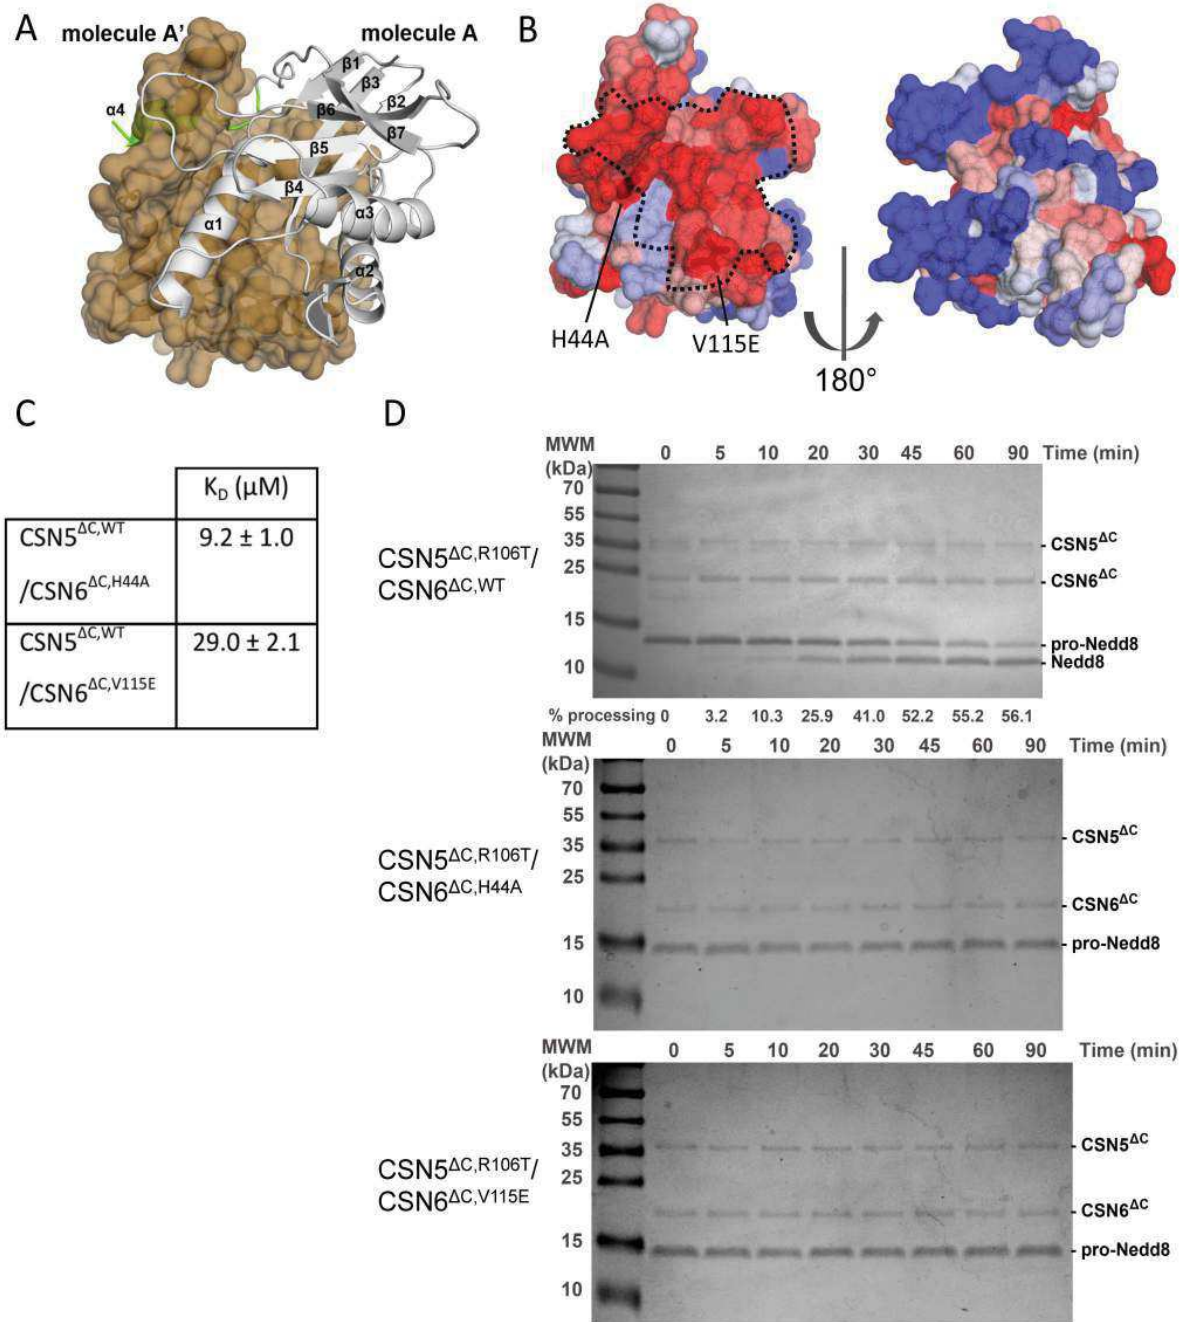 A
molecule A'
molecule A
α4
β1
β3
β2
β6
β7
β5
β4
α1
α3
α2
B
H44A
V115E
180°
C
K_D (μM)
CSN5^ΔC,WT
9.2 ± 1.0
/CSN6^ΔC,H44A
CSN5^ΔC,WT
29.0 ± 2.1
/CSN6^ΔC,V115E
D
MWM 0 5 10 20 30 45 60 90 Time (min)
(kDa)
70
55
35
25
15
10
CSN5^ΔC,R106T/
CSN6^ΔC,WT
- CSN5^ΔC
- CSN6^ΔC
- pro-Nedd8
- Nedd8
% processing 0 3.2 10.3 25.9 41.0 52.2 55.2 56.1
MWM 0 5 10 20 30 45 60 90 Time (min)
(kDa)
70
55
35
25
15
10
CSN5^ΔC,R106T/
CSN6^ΔC,H44A
- CSN5^ΔC
- CSN6^ΔC
- pro-Nedd8
MWM 0 5 10 20 30 45 60 90 Time (min)
(kDa)
70
55
35
25
15
10
CSN5^ΔC,R106T/
CSN6^ΔC,V115E
- CSN5^ΔC
- CSN6^ΔC
- pro-Nedd8